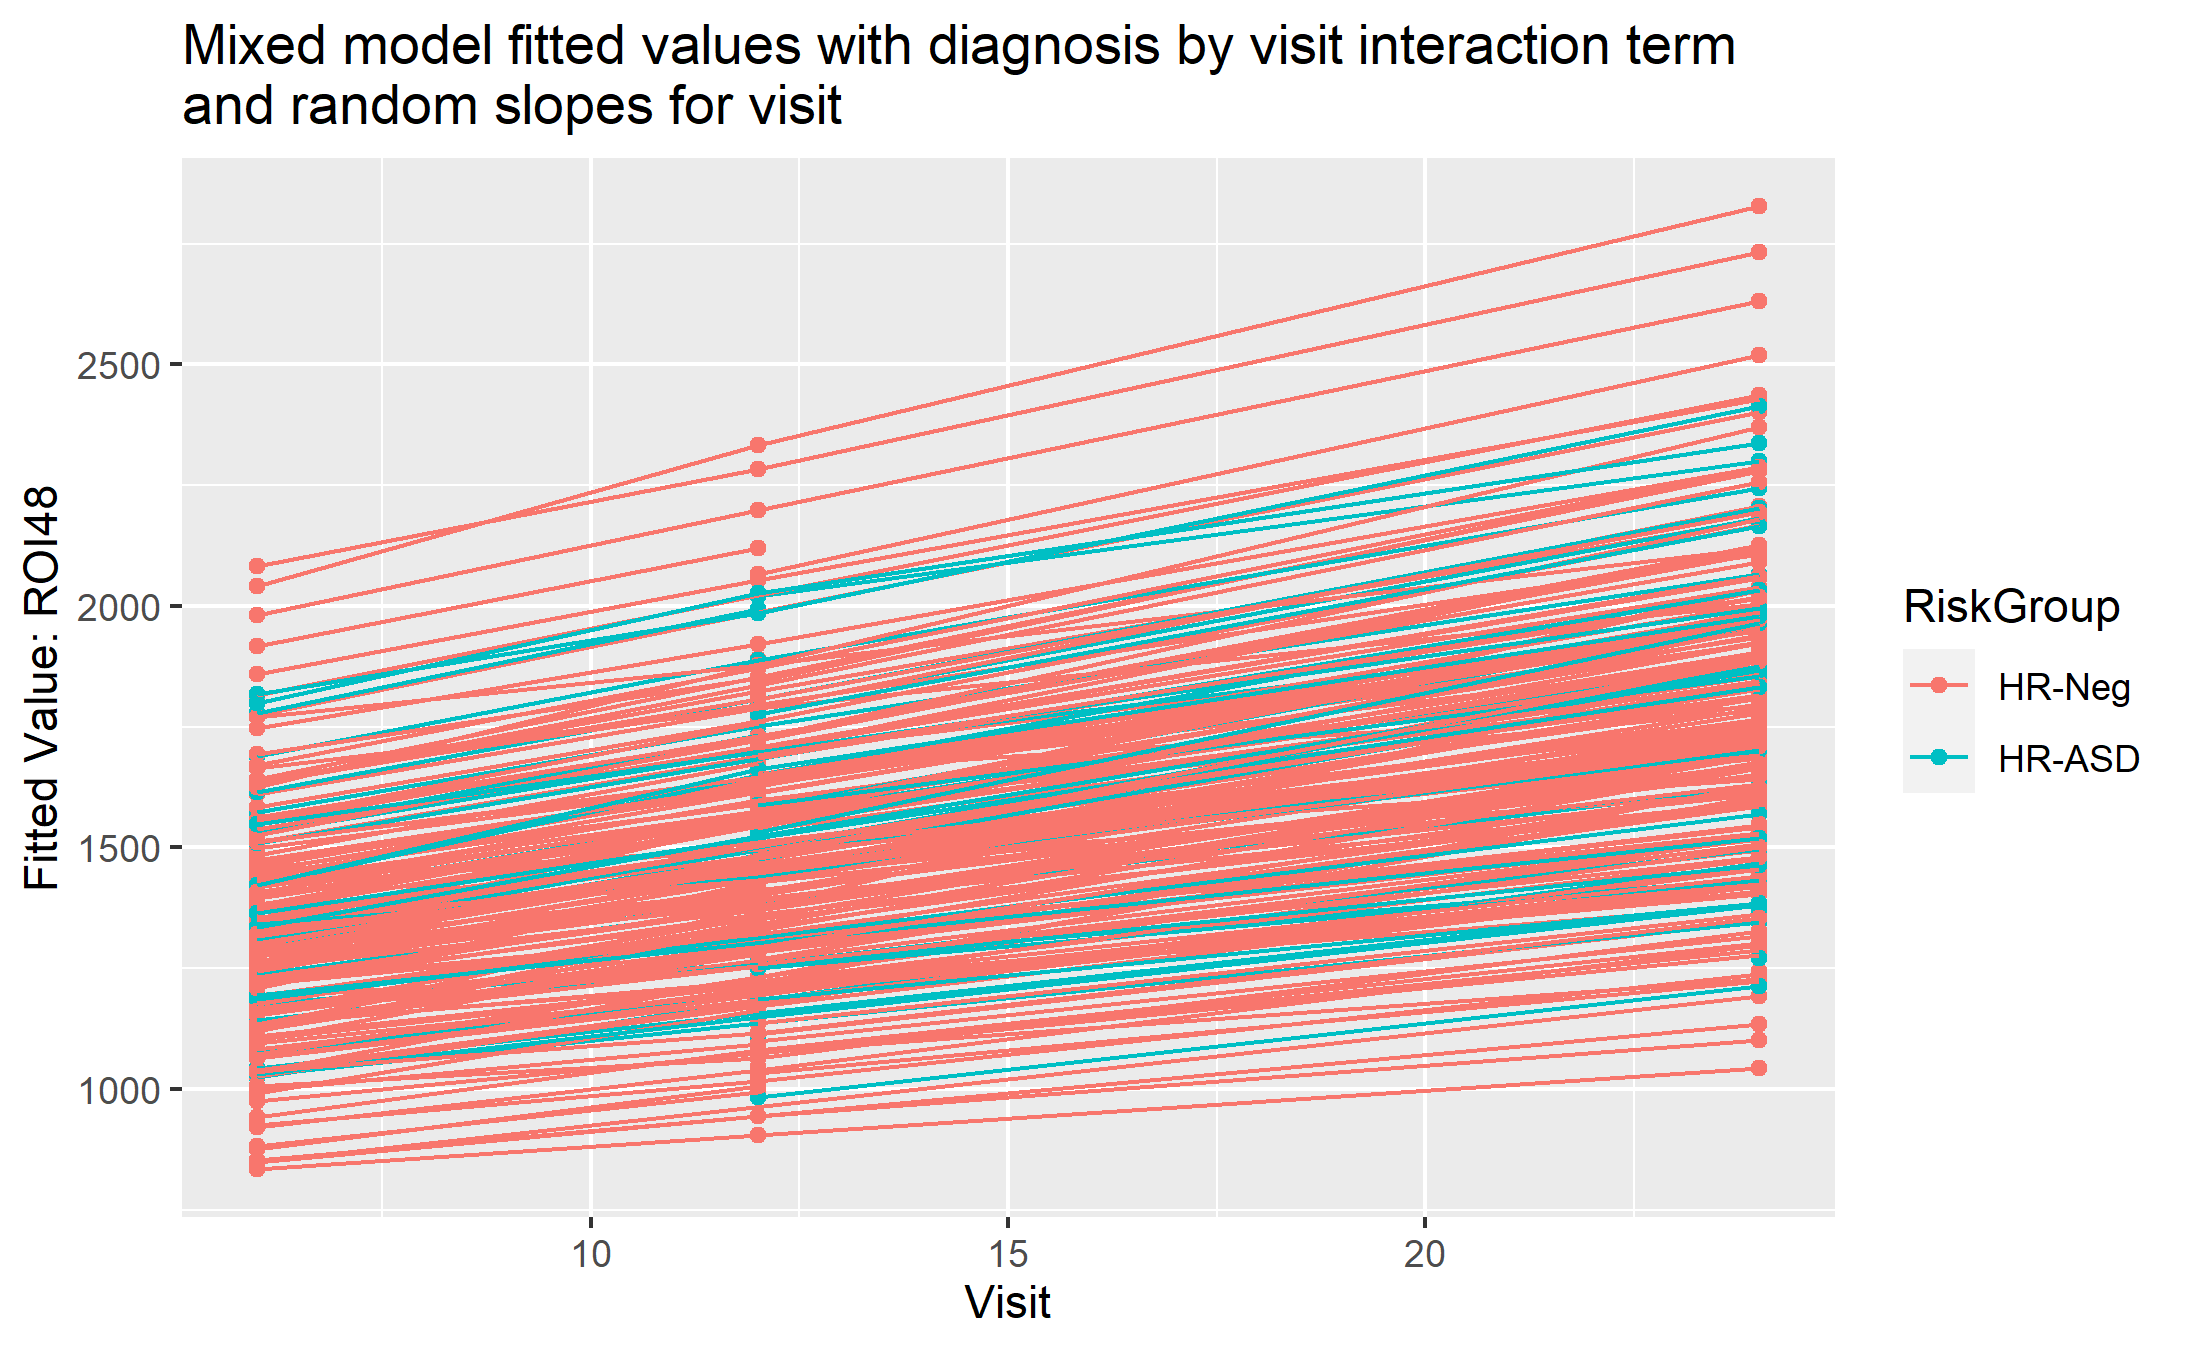 Mixed model fitted values with diagnosis by visit interaction term
and random slopes for visit
Fitted Value: ROI48
2500
2000
1500
1000
10
15
20
Visit
RiskGroup
HR-Neg
HR-ASD